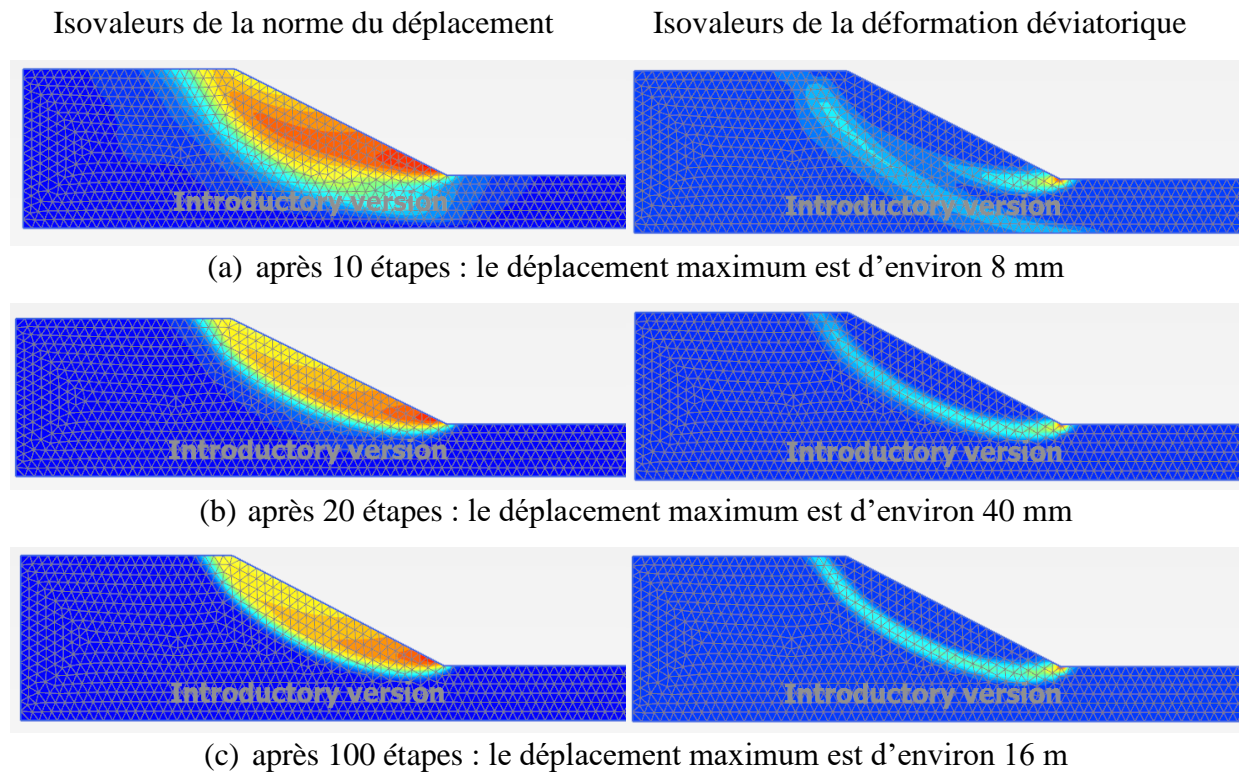 Isovaleurs de la norme du déplacement
Isovaleurs de la déformation déviatorique
Introductory version
Introductory version
(a) après 10 étapes : le déplacement maximum est d’environ 8 mm
Introductory version
Introductory version
(b) après 20 étapes : le déplacement maximum est d’environ 40 mm
Introductory version
Introductory version
(c) après 100 étapes : le déplacement maximum est d’environ 16 m